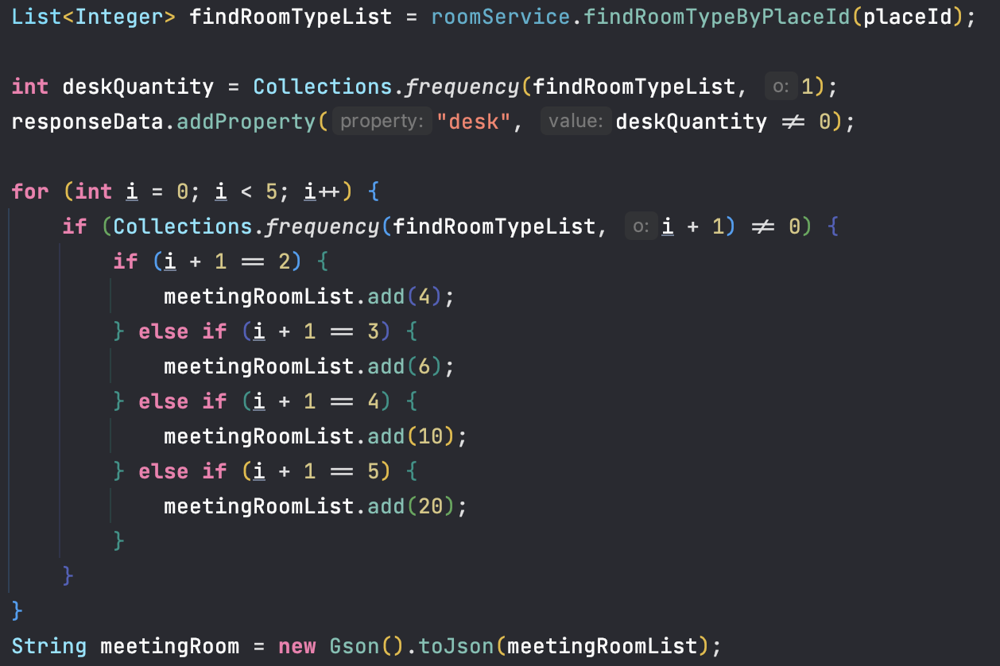 List<Integer> findRoomTypeList = roomService.findRoomTypeByPlaceId(placeId);
int deskQuantity = Collections.frequency(findRoomTypeList, o: 1);
responseData.addProperty( property: "desk", value: deskQuantity ≠ 0);
for (int i = 0; i < 5; i++) {
if (Collections.frequency(findRoomTypeList, o: i + 1) ≠ 0) {
if (i + 1 == 2) {
meetingRoomList.add(4);
} else if (i + 1 == 3) {
meetingRoomList.add(6);
} else if (i + 1 == 4) {
meetingRoomList.add(10);
} else if (i + 1 == 5) {
meetingRoomList.add(20);
}
}
}
String meetingRoom = new Gson().toJson(meetingRoomList);